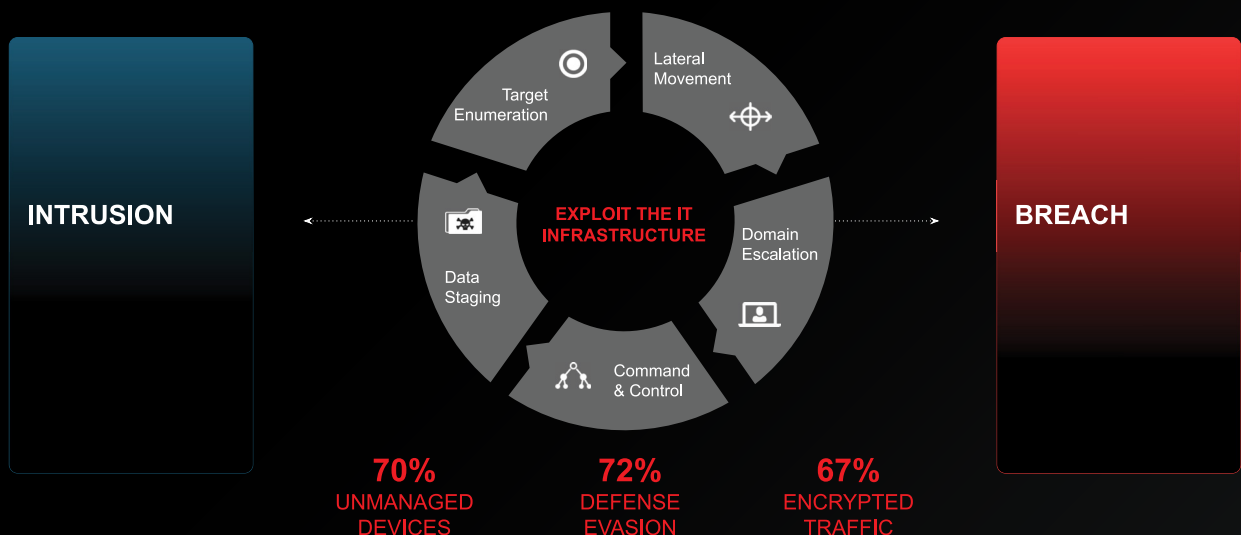 INTRUSION
Target
Enumeration
Lateral
Movement
EXPLOIT THE IT
INFRASTRUCTURE
Domain
Escalation
Data
Staging
Command
& Control
BREACH
70%
UNMANAGED
DEVICES
72%
DEFENSE
EVASION
67%
ENCRYPTED
TRAFFIC